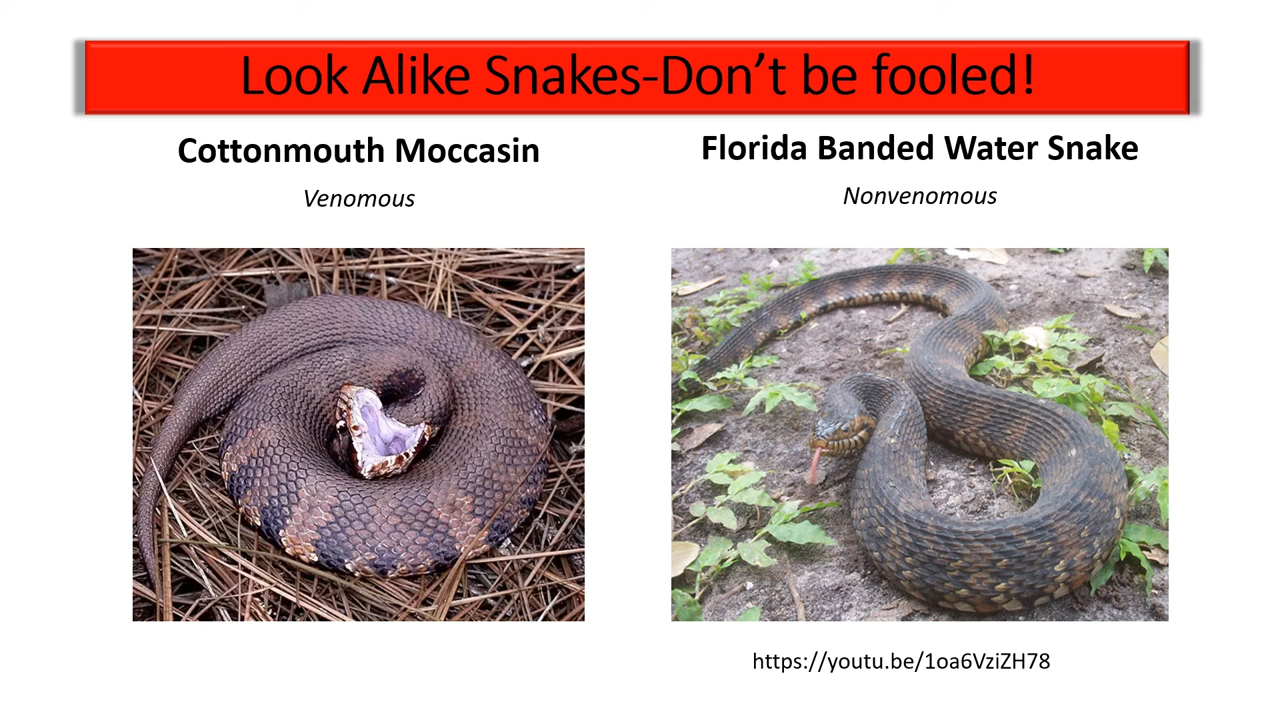 Look Alike Snakes-Don’t be fooled!
Cottonmouth Moccasin
Venomous
Florida Banded Water Snake
Nonvenomous
https://youtu.be/1oa6VziZH78